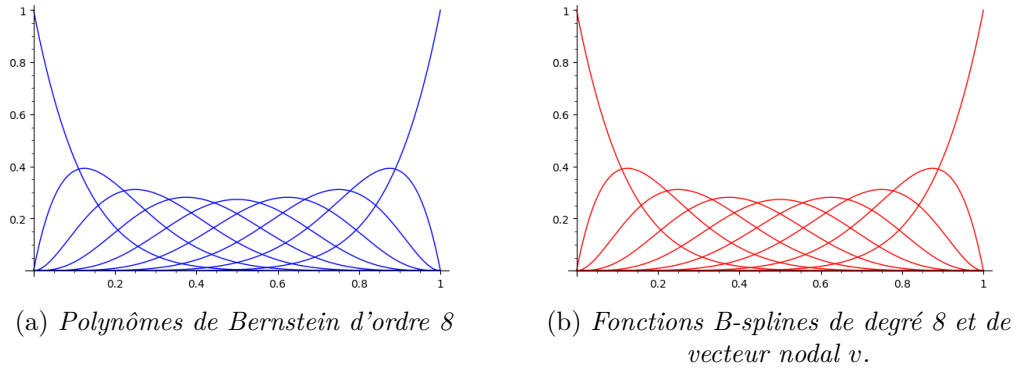 1
0.8
0.6
0.4
0.2
0.2 0.4 0.6 0.8 1
1
0.8
0.6
0.4
0.2
0.2 0.4 0.6 0.8 1
(a) Polynômes de Bernstein d'ordre 8
(b) Fonctions B-splines de degré 8 et de
vecteur nodal v.